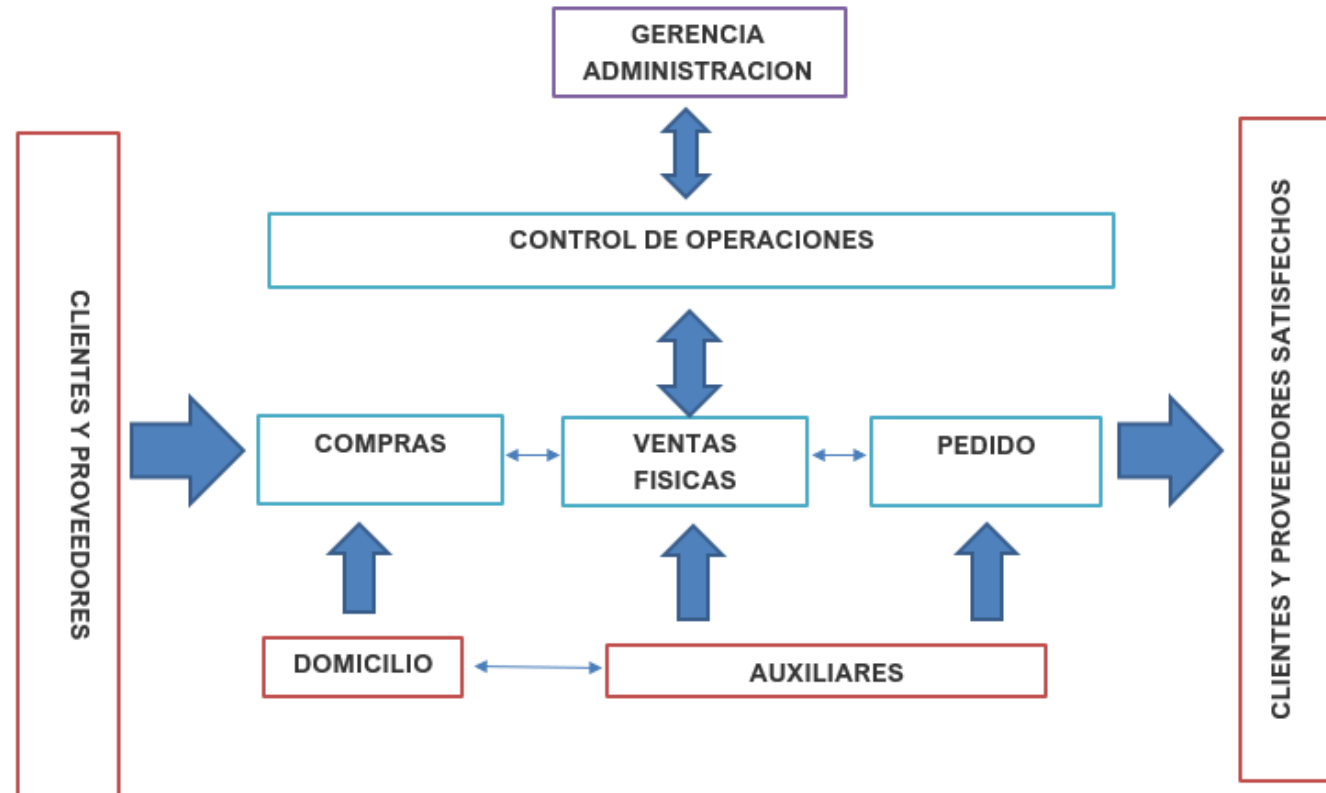 GERENCIA
ADMINISTRACION
CONTROL DE OPERACIONES
CLIENTES Y PROVEEDORES
COMPRAS
VENTAS
FISICAS
PEDIDO
CLIENTES Y PROVEEDORES SATISFECHOS
DOMICILIO
AUXILIARES